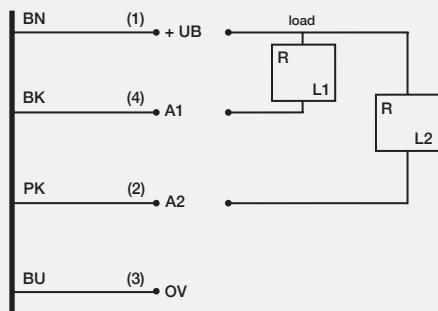 BN (1) + UB load
R
L1
BK (4) A1
R
L2
PK (2) A2
BU (3) OV